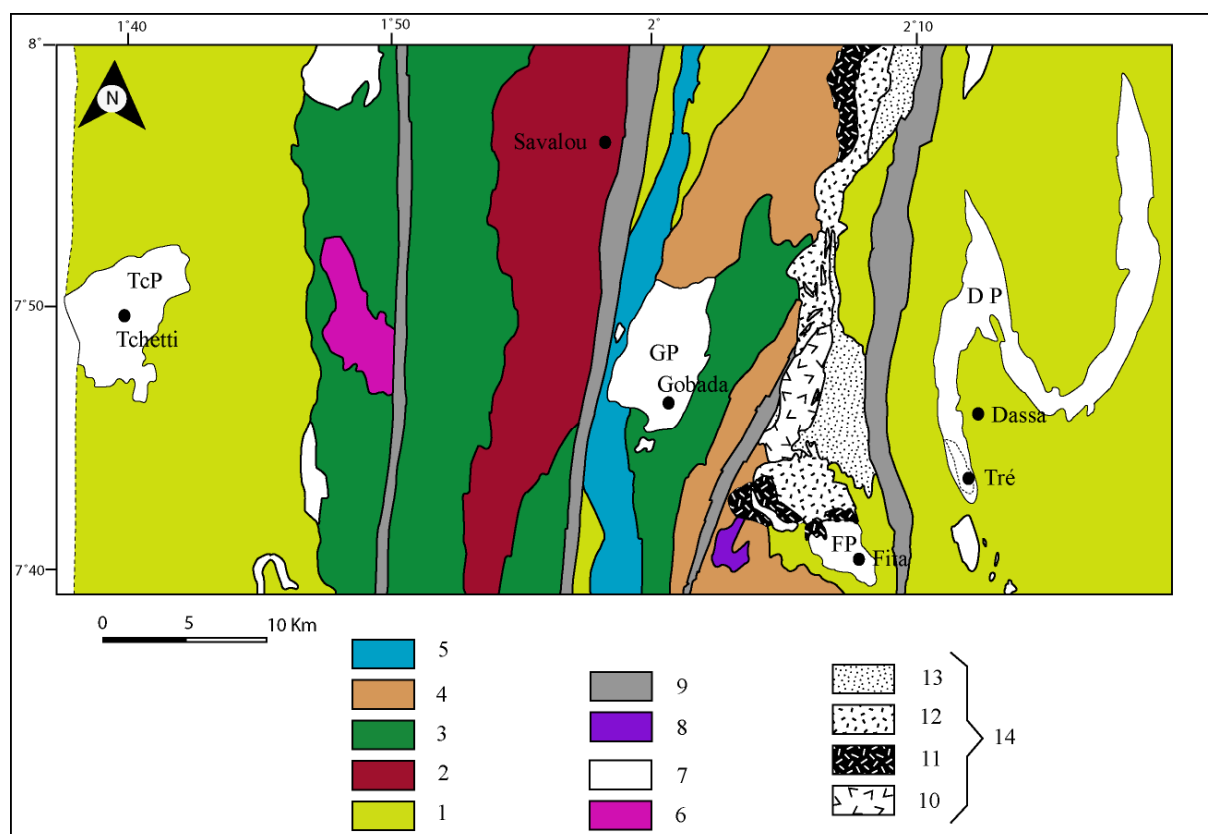 1°40 1°50 2° 2°10
8°
N
Savalou
7°50
TcP
Tchetti
D P
GP
Gobada
Dassa
Tré
FP
Fita
7°40
0 5 10 Km
5 9 13
4 8 12
3 7 11
2 6 10
1 14